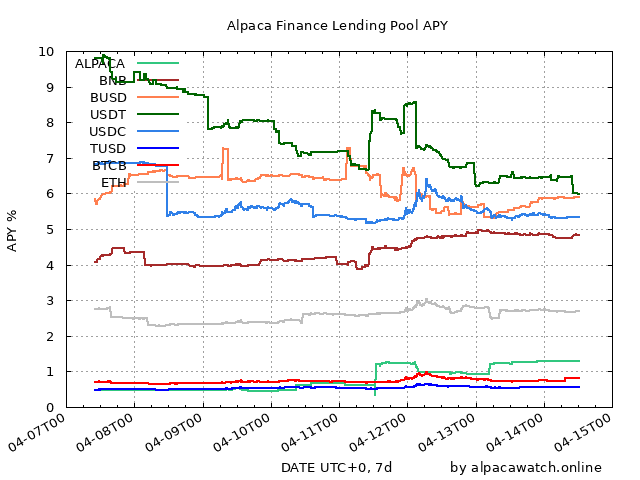 Alpaca Finance Lending Pool APY
10
9
8
7
6
5
4
3
2
1
0
APY %
ALPACA
BNB
BUSD
USDT
USDC
TUSD
BTCB
ETH
04-07T00
04-08T00
04-09T00
04-10T00
04-11T00
04-12T00
04-13T00
04-14T00
04-15T00
DATE UTC+0, 7d
by alpacawatch.online